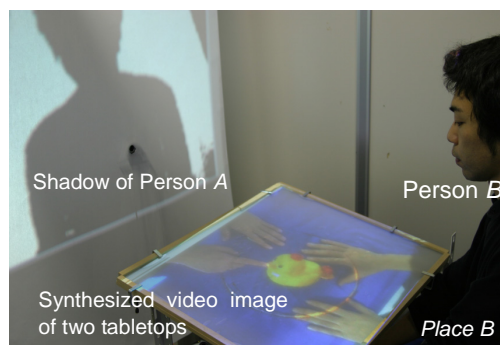 Shadow of Person A
Person B
Synthesized video image
of two tabletops
Place B